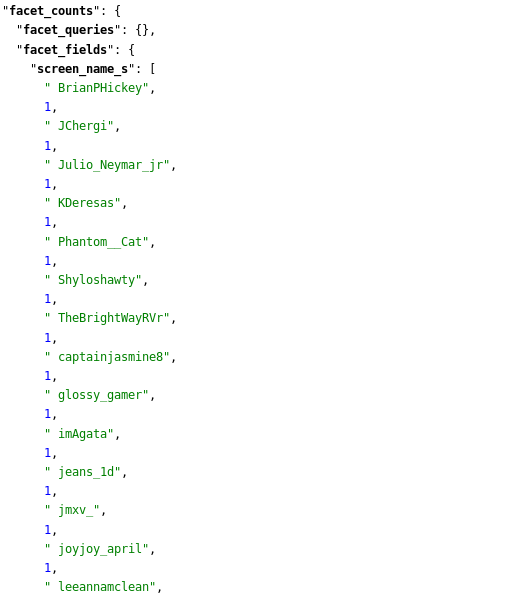 "facet_counts": {
"facet_queries": {},
"facet_fields": {
"screen_name_s": [
" BrianPHickey",
1,
" JChergi",
1,
" Julio_Neymar_jr",
1,
" KDeresas",
1,
" Phantom__Cat",
1,
" Shyloshawty",
1,
" TheBrightWayRVr",
1,
" captainjasmine8",
1,
" glossy_gamer",
1,
" imAgata",
1,
" jeans_1d",
1,
" jmxv_",
1,
" joyjoy_april",
1,
" leeannamclean",